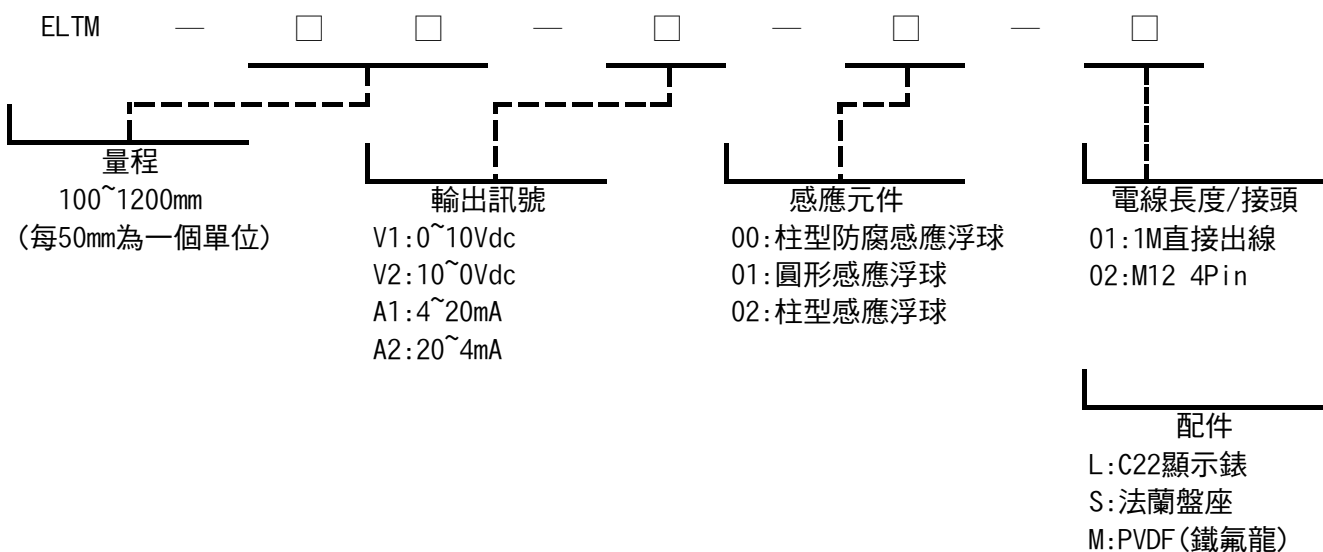 ELTM — □ □ — □ — □ — □
量程
100~1200mm
(每50mm為一個單位)
輸出訊號
V1:0~10Vdc
V2:10~0Vdc
A1:4~20mA
A2:20~4mA
感應元件
00:柱型防腐感應浮球
01:圓形感應浮球
02:柱型感應浮球
電線長度/接頭
01:1M直接出線
02:M12 4Pin
配件
L:C22顯示錶
S:法蘭盤座
M:PVDF(鐵氟龍)